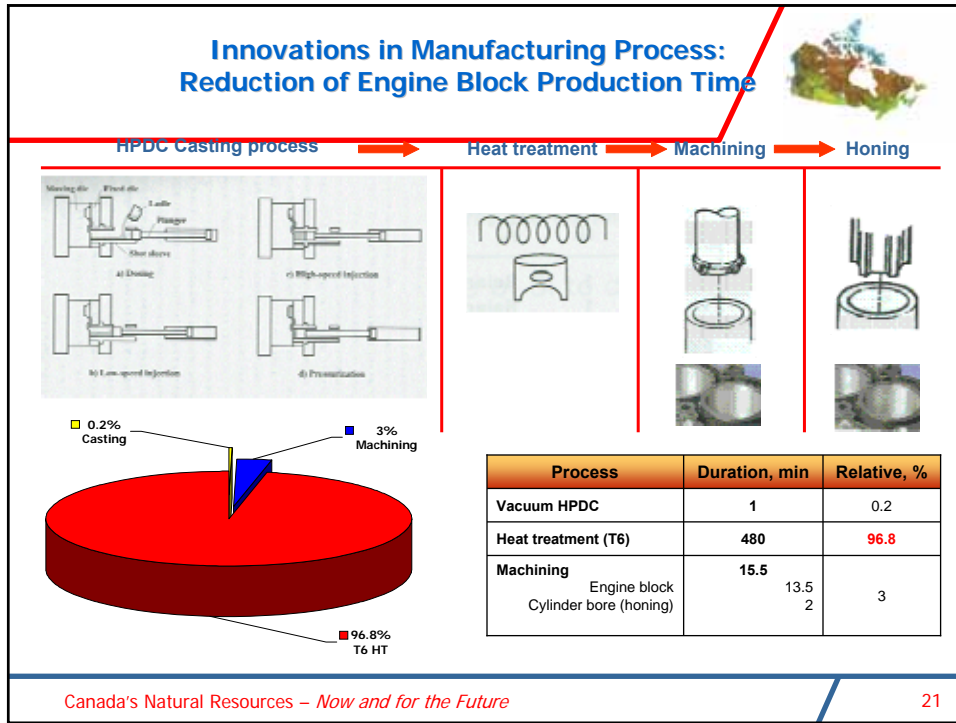 Innovations in Manufacturing Process:
Reduction of Engine Block Production Time
HPDC Casting process
Heat treatment
Machining
Honing
Moving die
Fixed die
Ladle
Plunger
Shot sleeve
a) Dosing
c) High-speed injection
b) Low-speed injection
d) Pressurization
0.2%
Casting
3%
Machining
96.8%
T6 HT
Process Duration, min Relative, %
Vacuum HPDC 1 0.2
Heat treatment (T6) 480 96.8
Machining 15.5
Engine block 13.5
3
Cylinder bore (honing) 2
Canada's Natural Resources – Now and for the Future
21